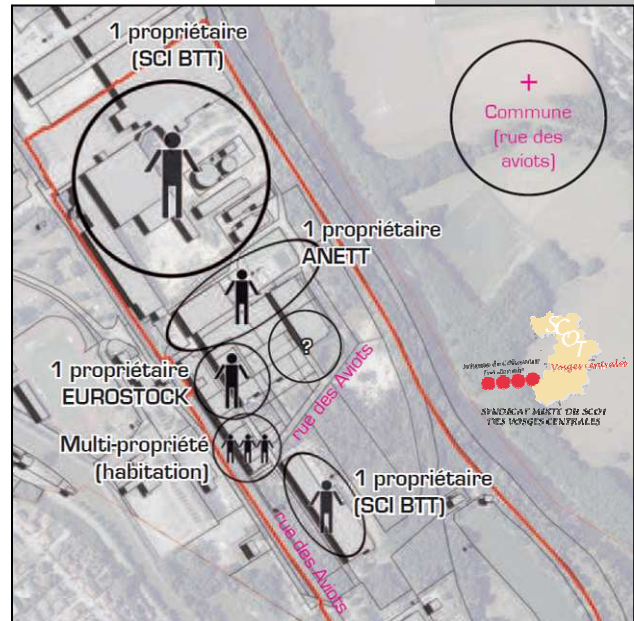 1 propriétaire
(SCI BTT)
+
Commune
(rue des
aviots)
1 propriétaire
ANETT
?
1 propriétaire
EUROSTOCK
rue des Aviots
Multi-propriété
(habitation)
1 propriétaire
(SCI BTT)
rue des Aviots
SCOT
Vosges Centrales
SYNDICAT MIXTE DU SCOT
DES VOSGES CENTRALES